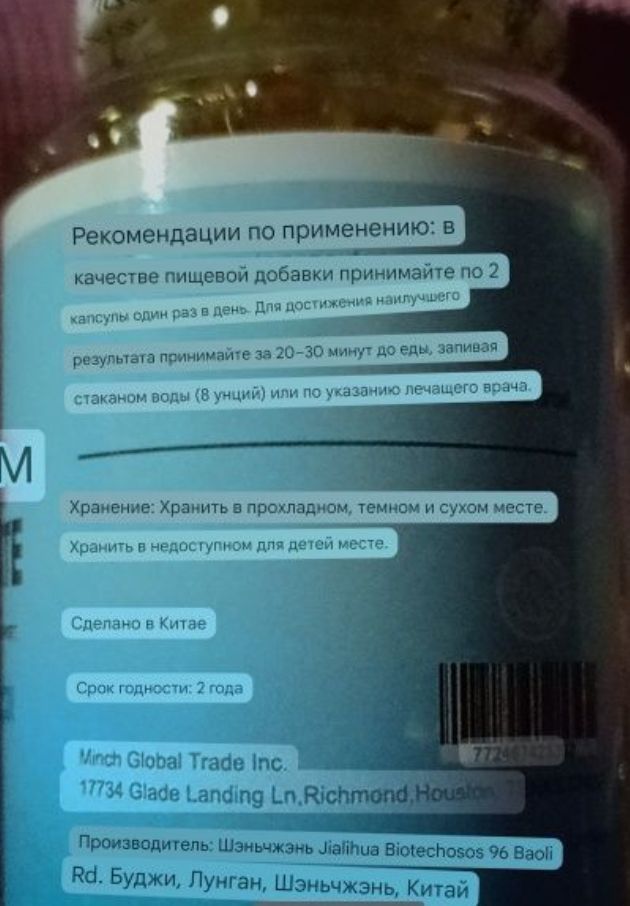 Рекомендации по применению: в
качестве пищевой добавки принимайте по 2
капсулы один раз в день. Для достижения наилучшего
результата принимайте за 20–30 минут до еды, запивая
стаканом воды (8 унций) или по указанию лечащего врача.
М
Хранение: Хранить в прохладном, темном и сухом месте.
Хранить в недоступном для детей месте.
Сделано в Китае
Срок годности: 2 года
Minch Global Trade Inc.
17734 Glade Landing Ln,Richmond,Houston,
Производитель: Шэньчжэнь Jialihua Biotechosos 96 Baoli
Rd. Буджи, Лунган, Шэньчжэнь, Китай